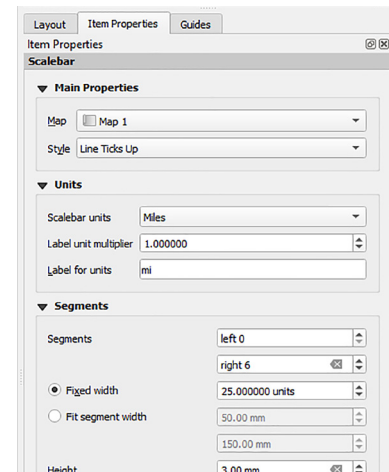 Layout Item Properties Guides
Item Properties
Scalebar
Main Properties
Map Map 1
Style Line Ticks Up
Units
Scalebar units Miles
Label unit multiplier 1.000000
Label for units mi
Segments
Segments left 0
right 6
Fixed width 25.000000 units
Fit segment width 50.00 mm
150.00 mm
Height 3.00 mm